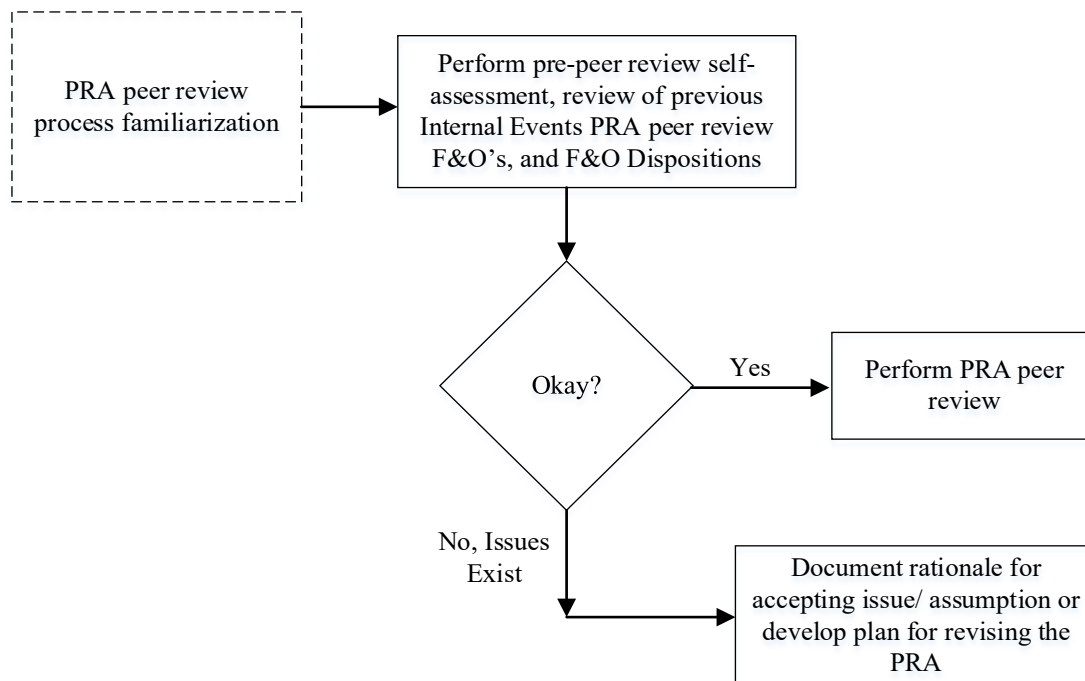 PRA peer review
process familiarization
Perform pre-peer review self-
assessment, review of previous
Internal Events PRA peer review
F&O's, and F&O Dispositions
Okay?
Yes
Perform PRA peer
review
No, Issues
Exist
Document rationale for
accepting issue/ assumption or
develop plan for revising the
PRA